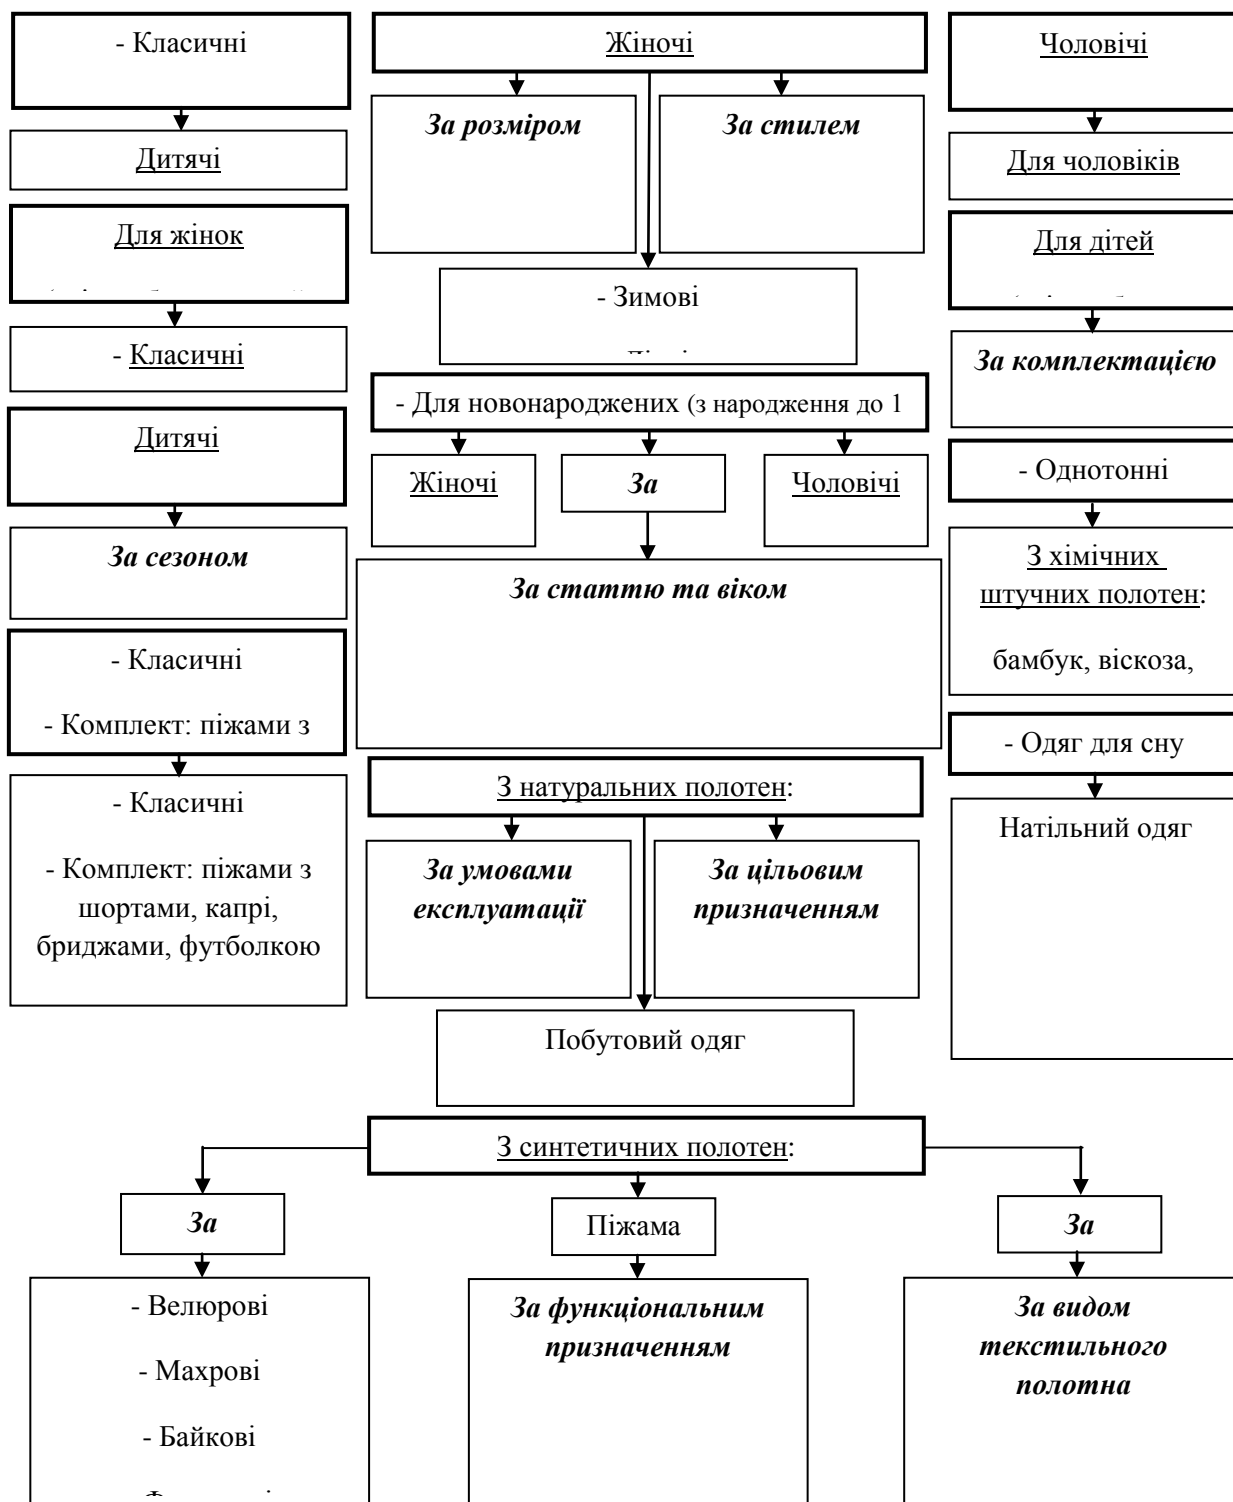 - Класичні
Жіночі
Чоловічі
За розміром
За стилем
Дитячі
Для чоловіків
Для жінок
Для дітей
- Зимові
- Класичні
За комплектацією
- Для новонароджених (з народження до 1
Дитячі
Жіночі
За
Чоловічі
- Однотонні
За сезоном
За статтю та віком
З хімічних
штучних полотен:
бамбук, віскоза,
- Класичні
- Комплект: піжами з
- Одяг для сну
З натуральних полотен:
- Класичні
- Комплект: піжами з
шортами, капрі,
бриджами, футболкою
За умовами
експлуатації
За цільовим
призначенням
Натільний одяг
Побутовий одяг
З синтетичних полотен:
За
Піжама
За
- Велюрові
- Махрові
- Байкові
За функціональним
призначенням
За видом
текстильного
полотна